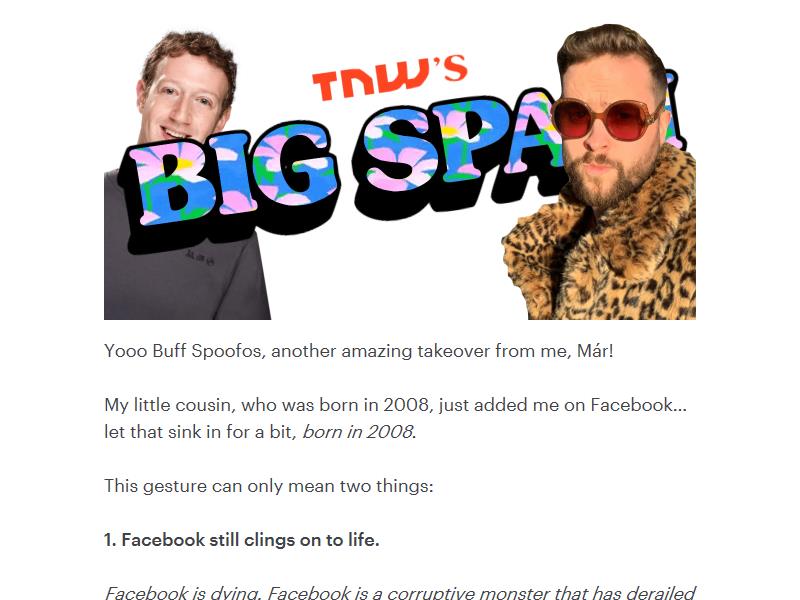 TNW'S
BIG SPA
Yooo Buff Spoofos, another amazing takeover from me, Már!
My little cousin, who was born in 2008, just added me on Facebook...
let that sink in for a bit, born in 2008.
This gesture can only mean two things:
1. Facebook still clings on to life.
Facebook is dying. Facebook is a corruptive monster that has derailed